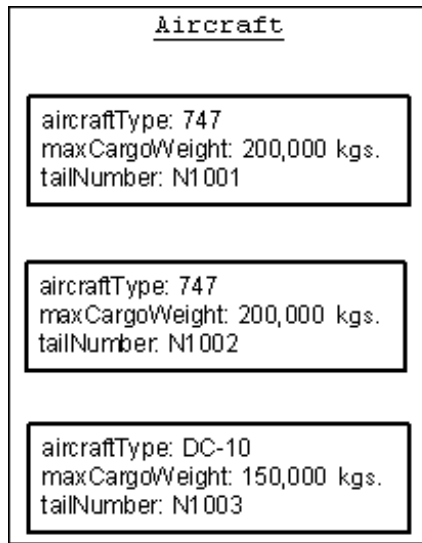 Aircraft
aircraftType: 747
maxCargoWeight: 200,000 kgs.
tailNumber: N1001
aircraftType: 747
maxCargoWeight: 200,000 kgs.
tailNumber: N1002
aircraftType: DC-10
maxCargoWeight: 150,000 kgs.
tailNumber: N1003